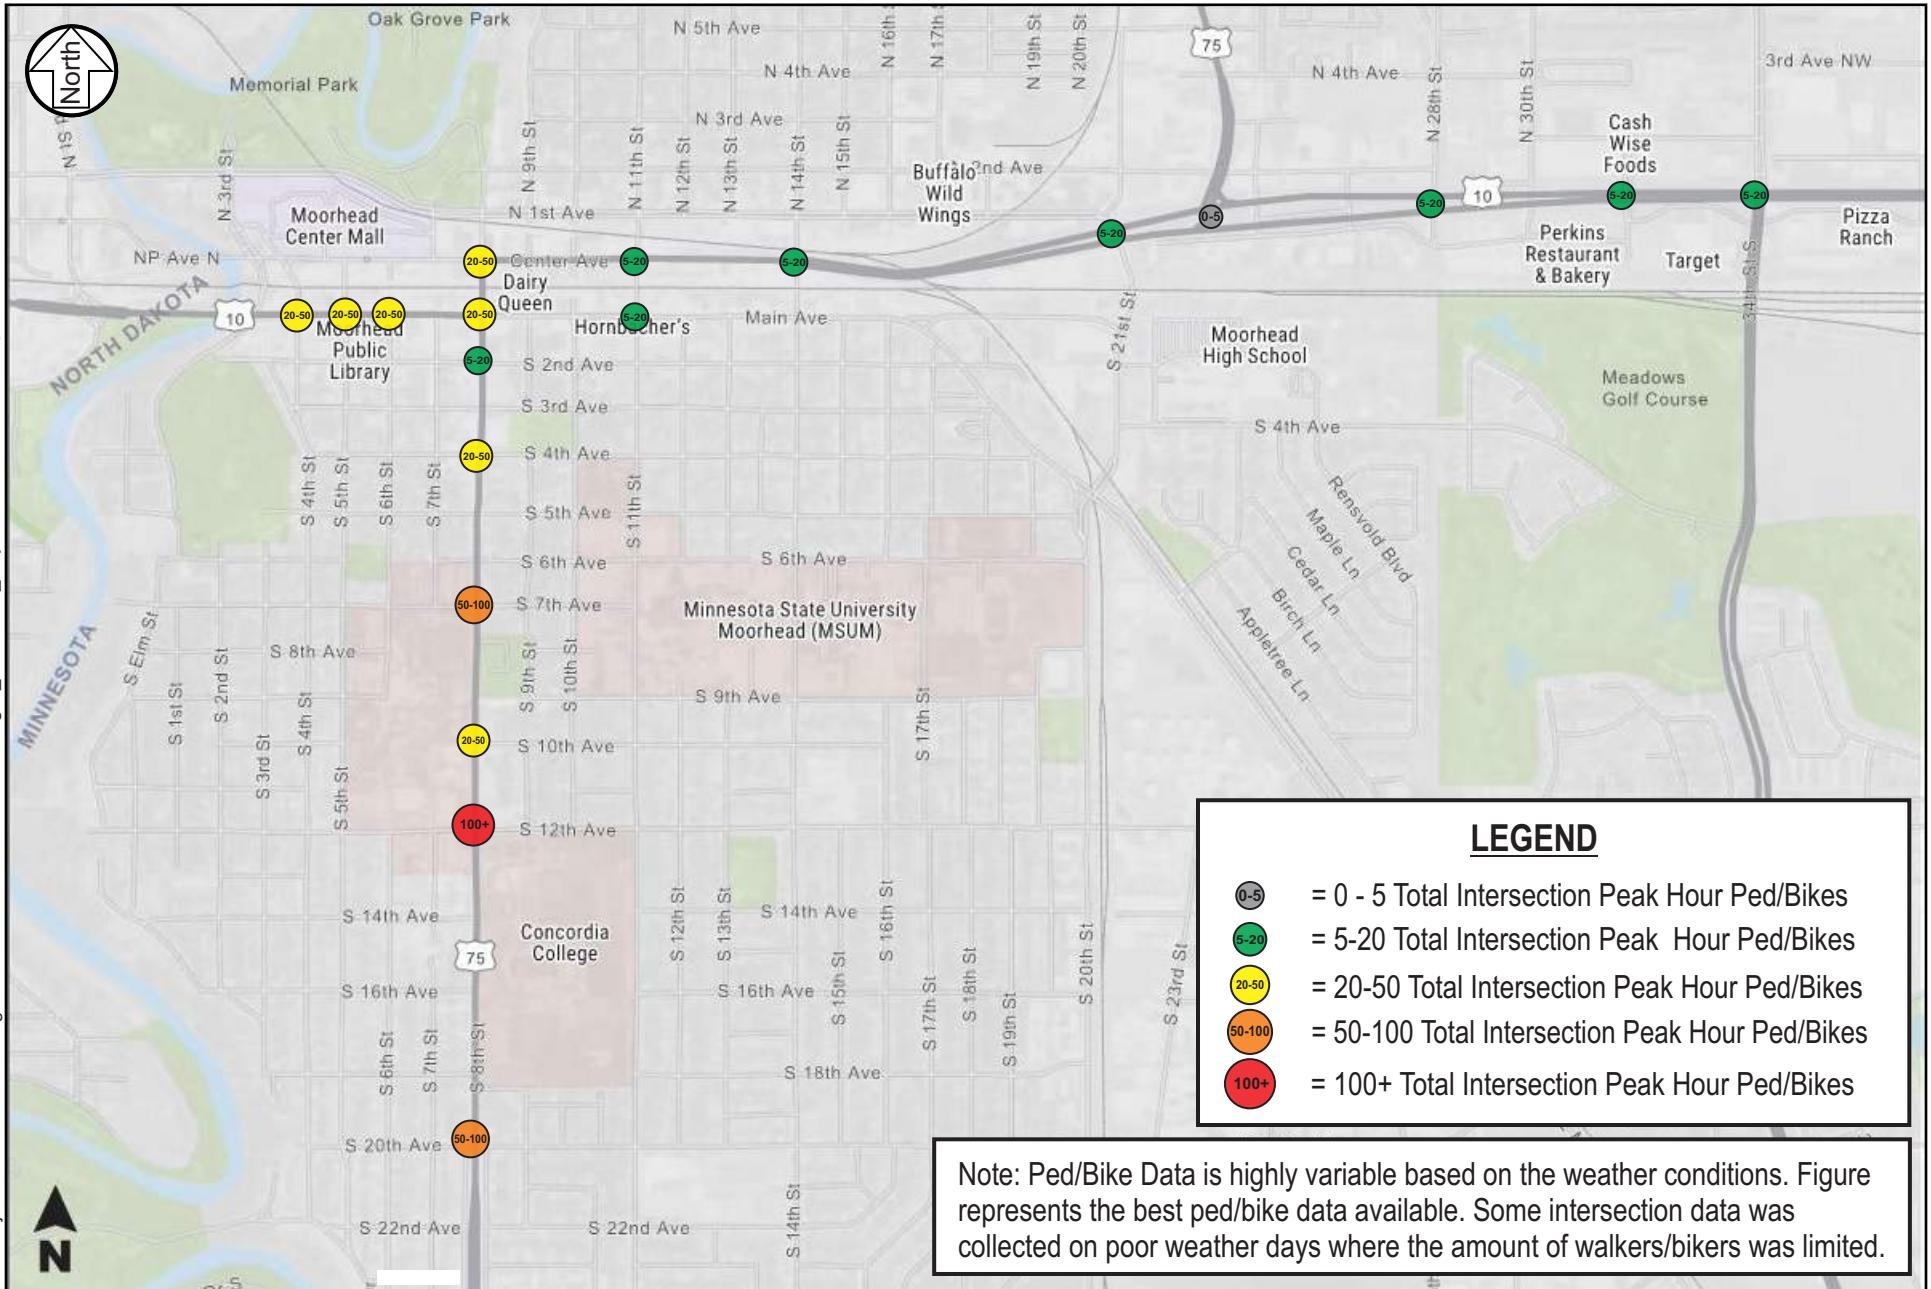 North
Oak Grove Park
Memorial Park
N 5th Ave
N 4th Ave
N 3rd Ave
2nd Ave
N 1st Ave
N 16th
N 17th
N 19th St
N 20th St
75
N 4th Ave
3rd Ave NW
N 28th St
N 30th St
N 3rd St
N 9th St
N 11th St
N 12th St
N 13th St
N 14th St
N 15th St
Buffalo
Wild
Wings
Cash
Wise
Foods
Moorhead
Center Mall
NP Ave N
Center Ave
Dairy
Queen
10
5-20
5-20
5-20
0-5
5-20
5-20
5-20
20-50
Perkins
Restaurant
& Bakery
Target
Pizza
Ranch
34th St S
NORTH DAKOTA
MINNESOTA
10
20-50
20-50
20-50
20-50
5-20
Moorhead
Public
Library
Hornbacher's
Main Ave
S 21st St
Moorhead
High School
Meadows
Golf Course
5-20
S 2nd Ave
S 3rd Ave
20-50
S 4th Ave
S 4th Ave
S 5th Ave
S 6th Ave
S 6th Ave
S 4th St
S 5th St
S 6th St
S 7th St
S 11th St
50-100
S 7th Ave
Minnesota State University
Moorhead (MSUM)
Rensvold Blvd
Maple Ln
Cedar Ln
Birch Ln
Appletree Ln
S Elm St
S 1st St
S 2nd St
S 3rd St
S 4th St
S 5th St
S 8th Ave
S 9th St
S 10th St
S 9th Ave
S 17th St
20-50
S 10th Ave
100+
S 12th Ave
Concordia
College
S 14th Ave
75
S 16th Ave
S 6th St
S 7th St
S 8th St
S 12th St
S 13th St
S 14th Ave
S 16th St
S 16th Ave
S 15th St
S 17th St
S 18th St
S 19th St
S 20th St
S 23rd St
S 18th Ave
50-100
S 20th Ave
S 22nd Ave
S 22nd Ave
S 14th St
N
LEGEND
0-5 = 0 - 5 Total Intersection Peak Hour Ped/Bikes
5-20 = 5-20 Total Intersection Peak Hour Ped/Bikes
20-50 = 20-50 Total Intersection Peak Hour Ped/Bikes
50-100 = 50-100 Total Intersection Peak Hour Ped/Bikes
100+ = 100+ Total Intersection Peak Hour Ped/Bikes
Note: Ped/Bike Data is highly variable based on the weather conditions. Figure
represents the best ped/bike data available. Some intersection data was
collected on poor weather days where the amount of walkers/bikers was limited.